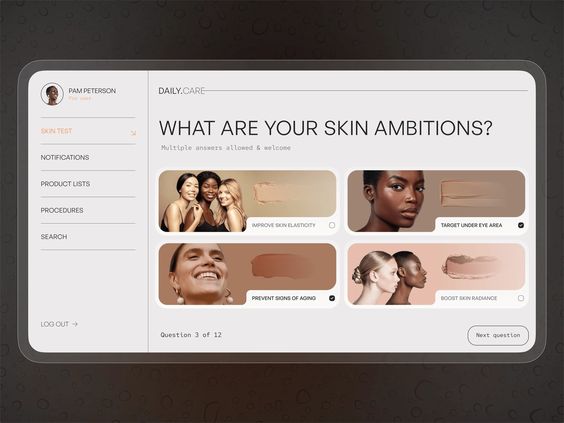 PAM PETERSON
Pro user
SKIN TEST
NOTIFICATIONS
PRODUCT LISTS
PROCEDURES
SEARCH
LOG OUT →
DAILY.CARE
WHAT ARE YOUR SKIN AMBITIONS?
Multiple answers allowed & welcome
IMPROVE SKIN ELASTICITY
TARGET UNDER EYE AREA
PREVENT SIGNS OF AGING
BOOST SKIN RADIANCE
Question 3 of 12
Next question